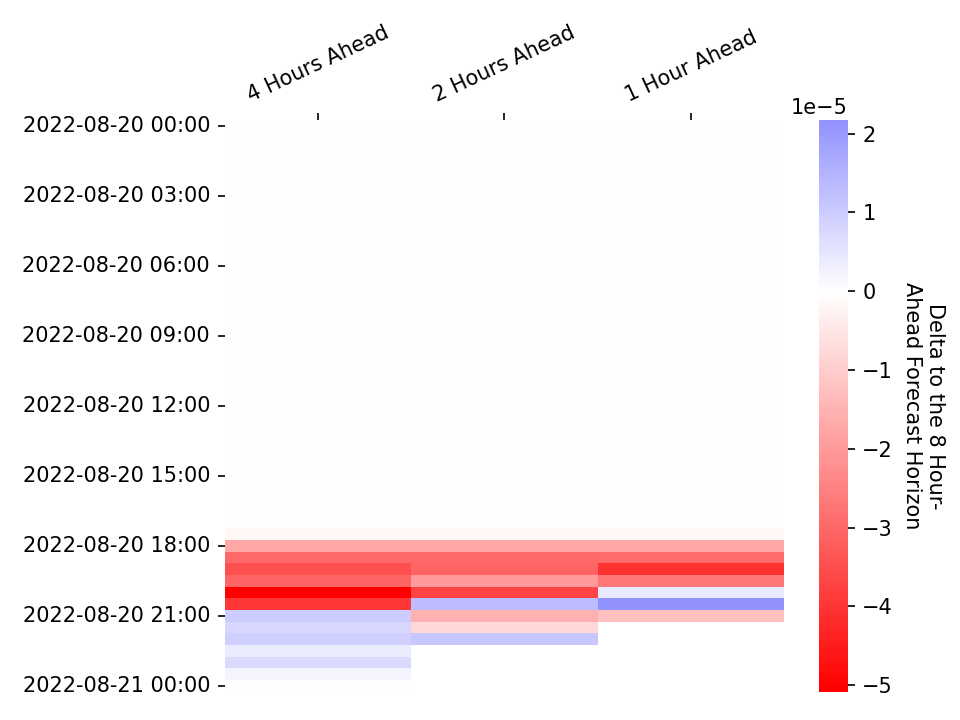 4 Hours Ahead
2 Hours Ahead
1 Hour Ahead
2022-08-20 00:00
2022-08-20 03:00
2022-08-20 06:00
2022-08-20 09:00
2022-08-20 12:00
2022-08-20 15:00
2022-08-20 18:00
2022-08-20 21:00
2022-08-21 00:00
1e−5
2
1
0
−1
−2
−3
−4
−5
Delta to the 8 Hour-
Ahead Forecast Horizon